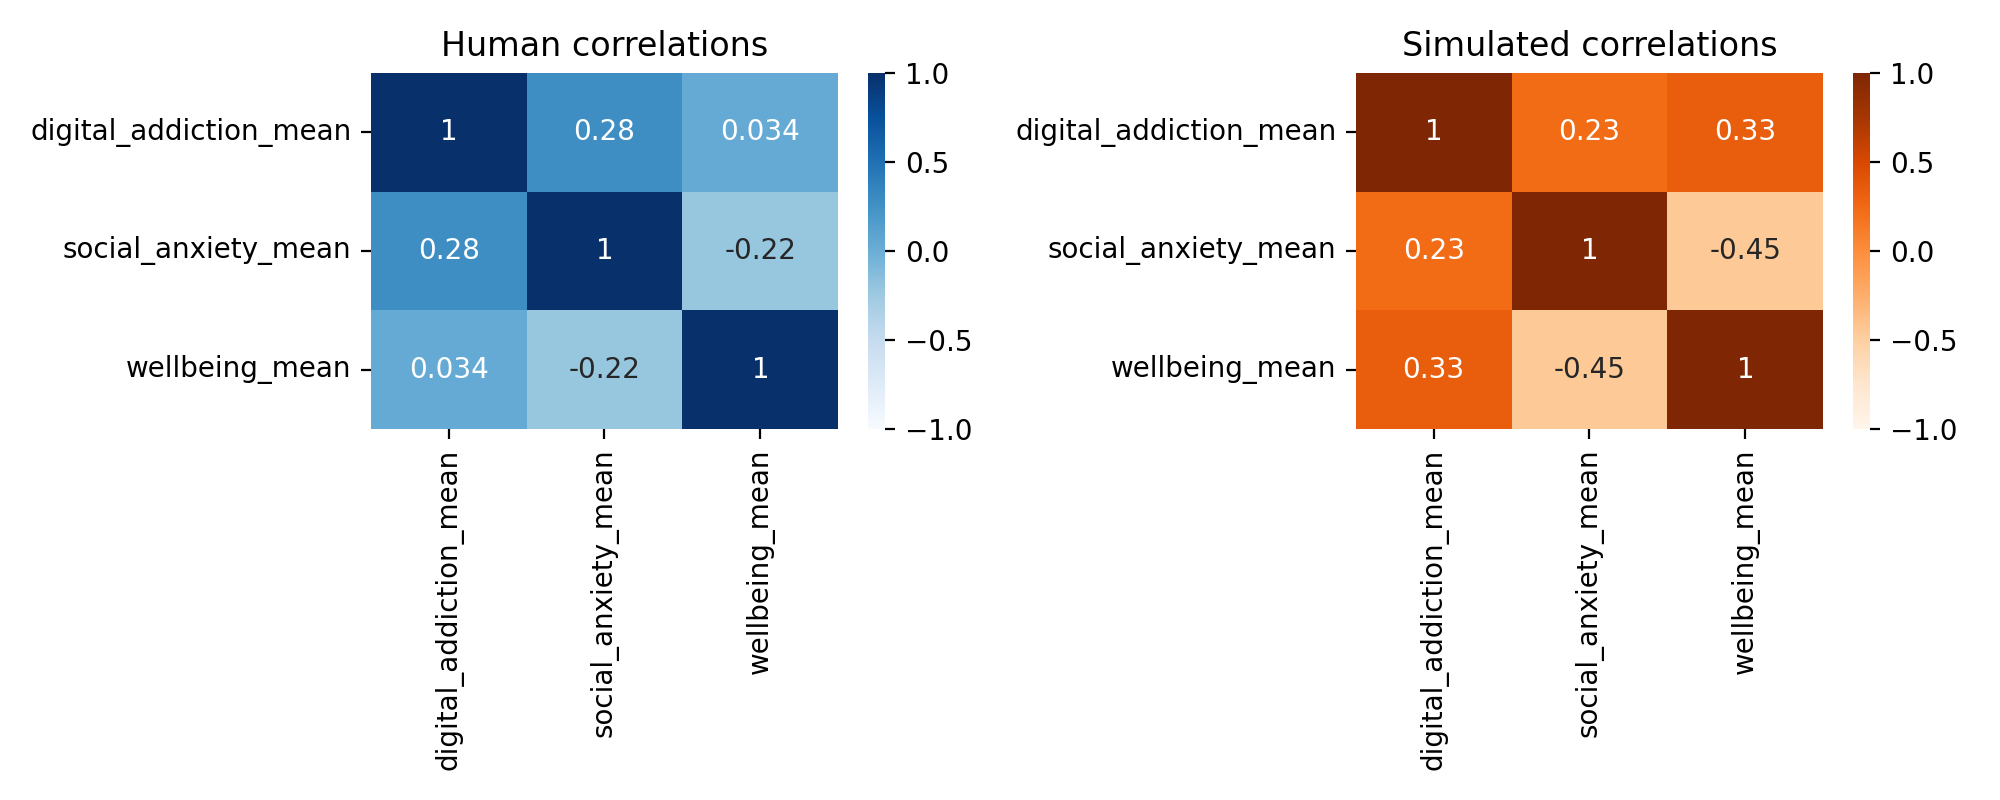 Human correlations
digital_addiction_mean
social_anxiety_mean
wellbeing_mean
1 0.28 0.034
0.28 1 -0.22
0.034 -0.22 1
1.0
0.5
0.0
−0.5
−1.0
digital_addiction_mean
social_anxiety_mean
wellbeing_mean
Simulated correlations
digital_addiction_mean
social_anxiety_mean
wellbeing_mean
1 0.23 0.33
0.23 1 -0.45
0.33 -0.45 1
1.0
0.5
0.0
−0.5
−1.0
digital_addiction_mean
social_anxiety_mean
wellbeing_mean